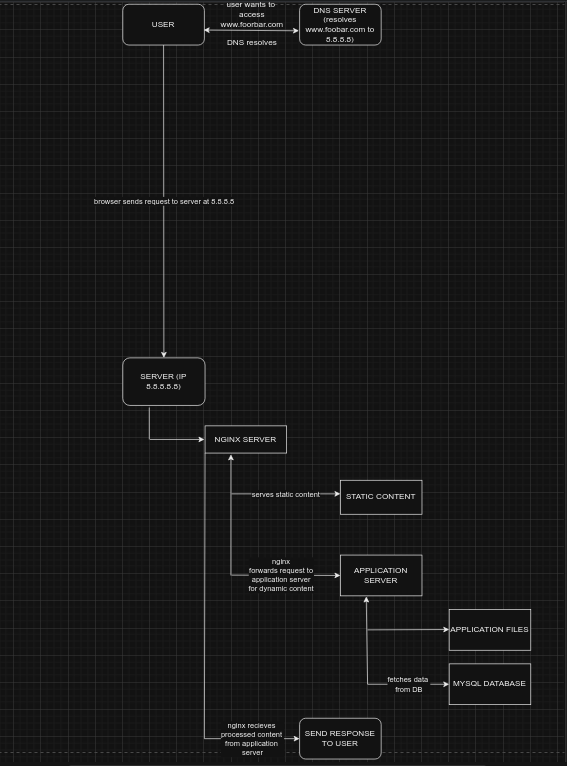 USER
user wants to
access
www.foorbar.com
DNS resolves
DNS SERVER
(resolves
www.foobar.com to
8.8.8.8)
browser sends request to server at 8.8.8.8
SERVER (IP
8.8.8.8.8)
NGINX SERVER
serves static content
STATIC CONTENT
nginx
forwards request to
application server
for dynamic content
APPLICATION
SERVER
APPLICATION FILES
fetches data
from DB
MYSQL DATABASE
nginx recieves
processed content
from application
server
SEND RESPONSE
TO USER